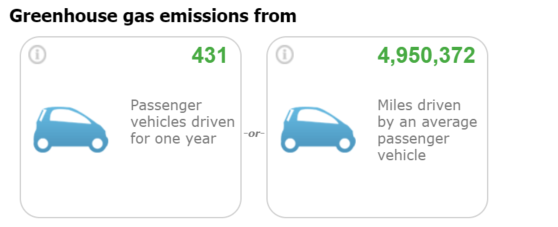 Greenhouse gas emissions from
431
Passenger
vehicles driven
for one year
-or-
4,950,372
Miles driven
by an average
passenger
vehicle